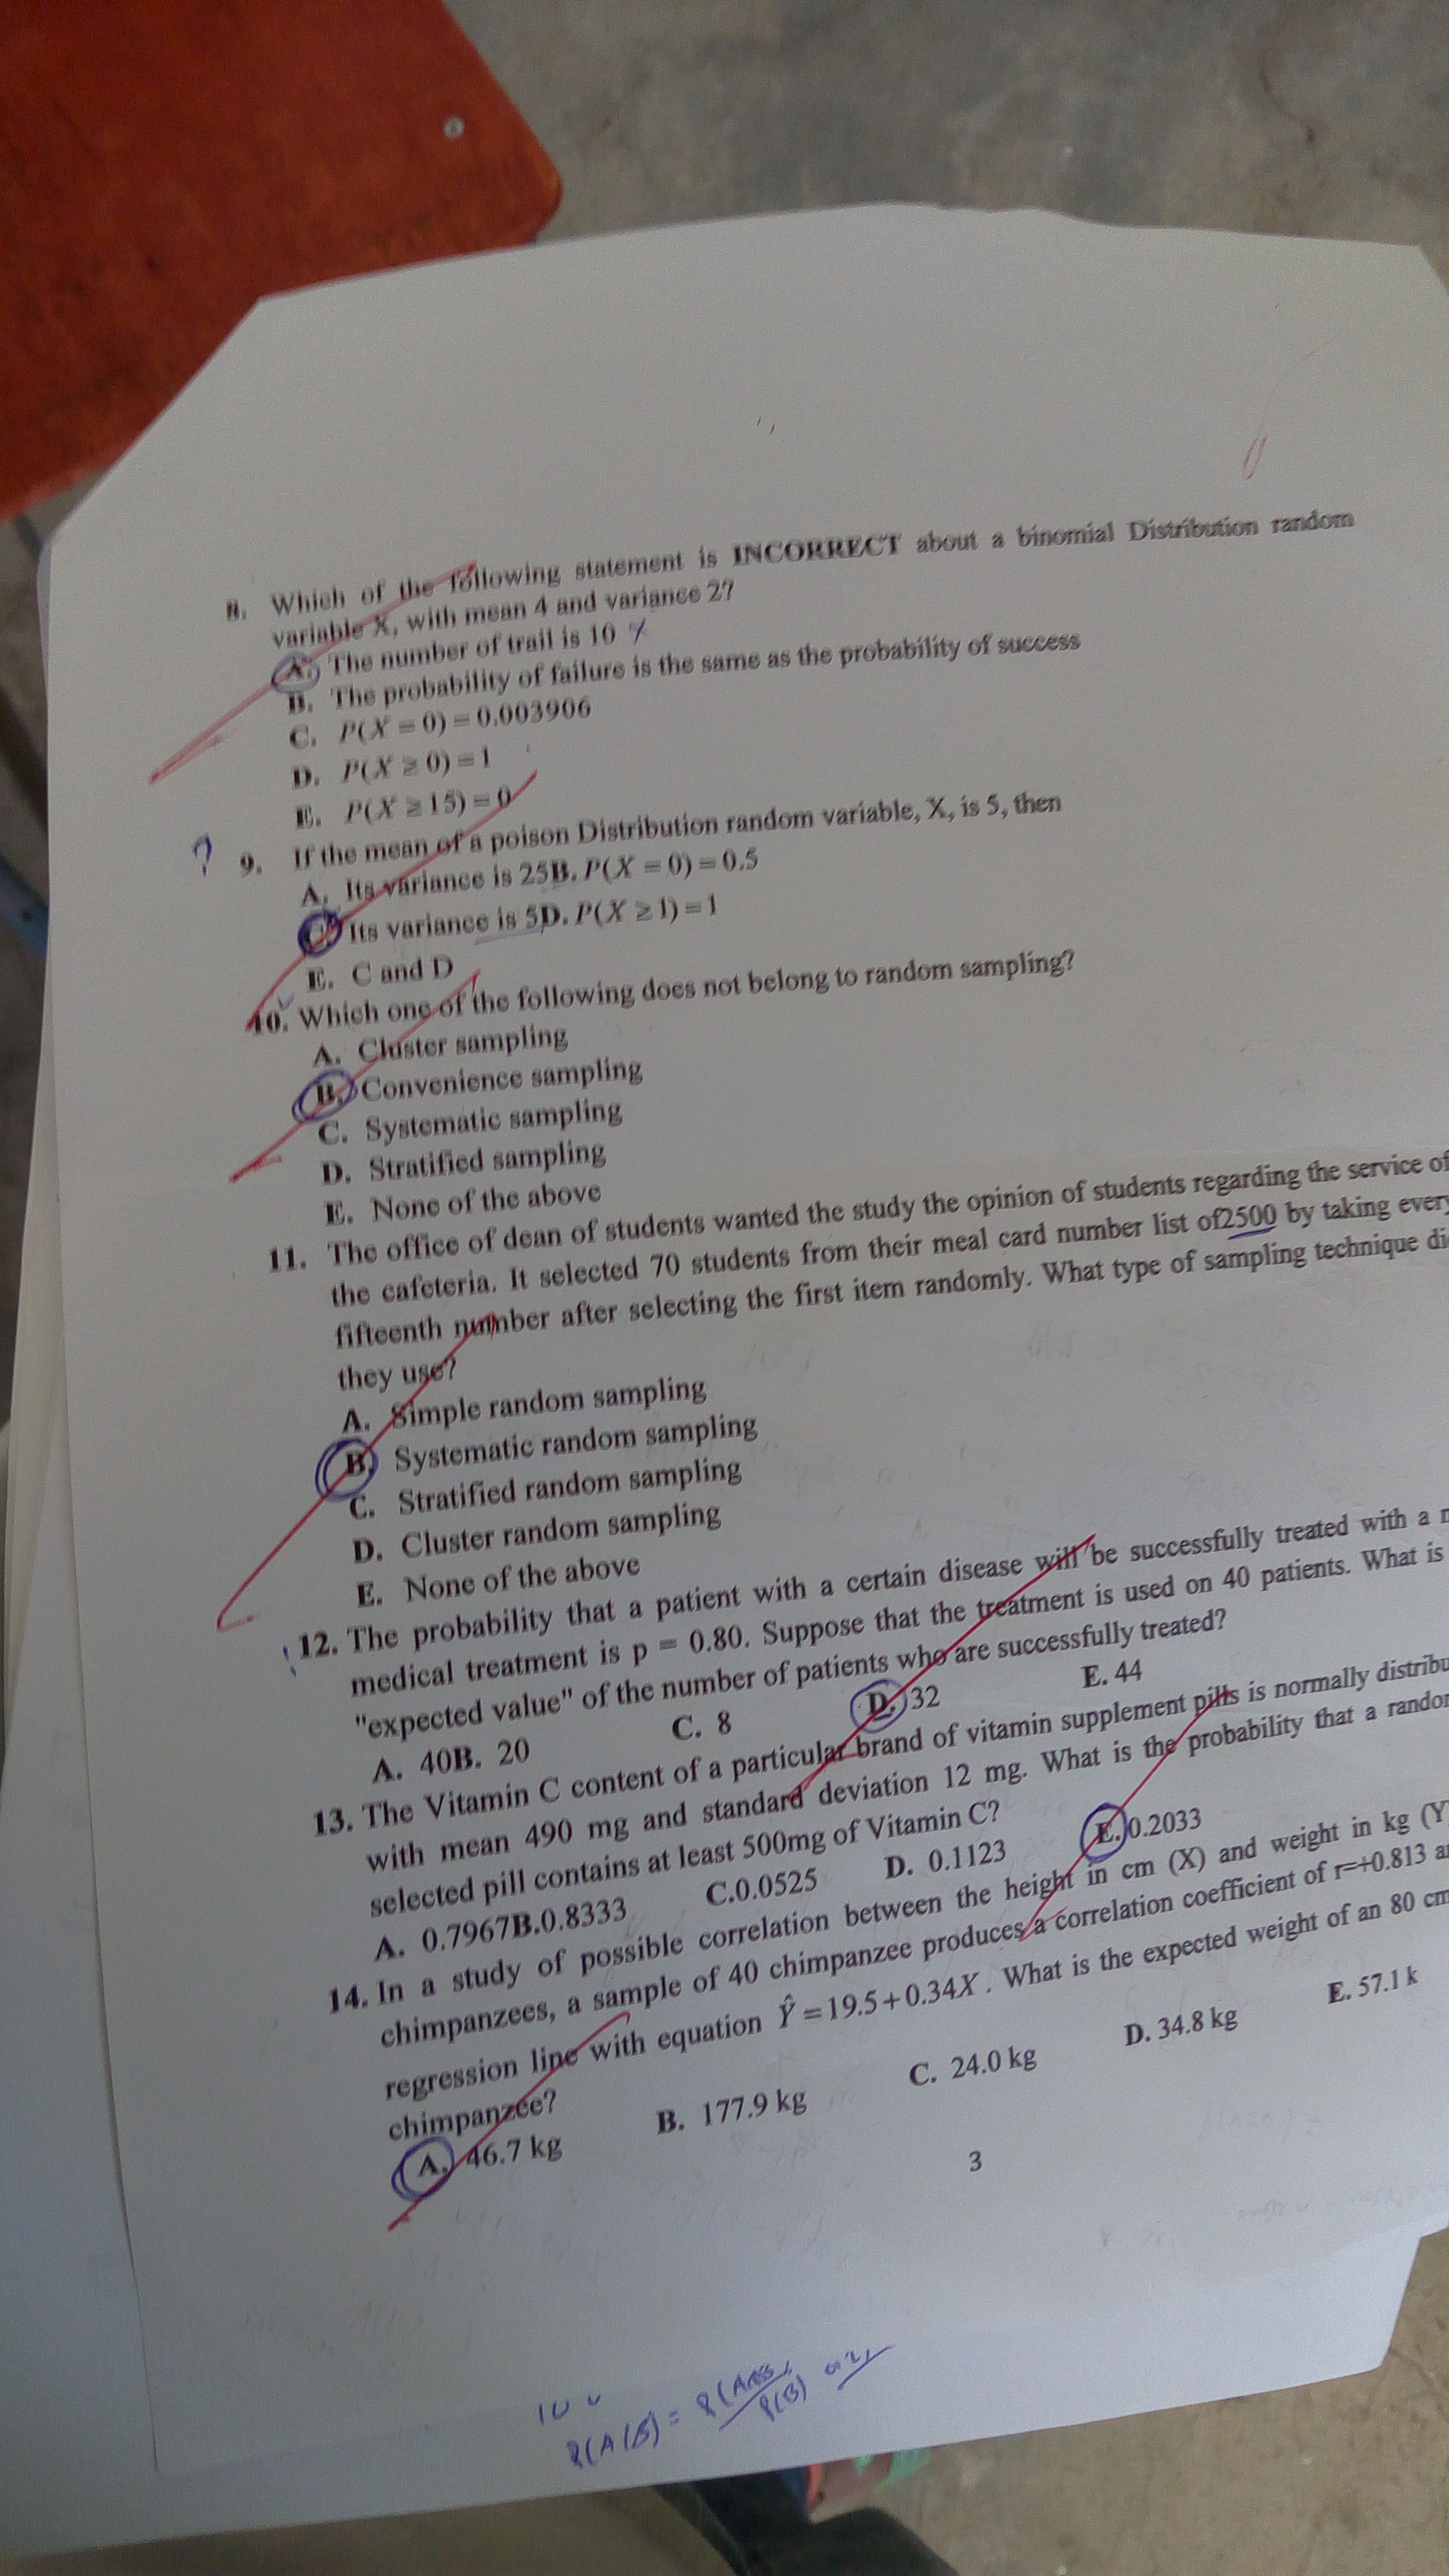 8. Which of the following statement is INCORRECT about a binomial Distribution random
variable X, with mean 4 and variance 2?
A. The number of trail is 10
B. The probability of failure is the same as the probability of success
C. P(X = 0) = 0.003906
D. P(X ≥ 0) = 1
E. P(X ≥ 15) = 0
? 9. If the mean of a poison Distribution random variable, X, is 5, then
A. Its variance is 25B. P(X = 0) = 0.5
C. Its variance is 5D. P(X ≥ 1) = 1
E. C and D
10. Which one of the following does not belong to random sampling?
A. Cluster sampling
B. Convenience sampling
C. Systematic sampling
D. Stratified sampling
E. None of the above
11. The office of dean of students wanted the study the opinion of students regarding the service of
the cafeteria. It selected 70 students from their meal card number list of2500 by taking every
fifteenth number after selecting the first item randomly. What type of sampling technique di
they use?
A. Simple random sampling
B. Systematic random sampling
C. Stratified random sampling
D. Cluster random sampling
E. None of the above
12. The probability that a patient with a certain disease will be successfully treated with a
medical treatment is p = 0.80. Suppose that the treatment is used on 40 patients. What is
"expected value" of the number of patients who are successfully treated?
A. 40B. 20 C. 8 D. 32 E. 44
13. The Vitamin C content of a particular brand of vitamin supplement pills is normally distribu
with mean 490 mg and standard deviation 12 mg. What is the probability that a random
selected pill contains at least 500mg of Vitamin C?
A. 0.7967B.0.8333 C.0.0525 D. 0.1123 E. 0.2033
14. In a study of possible correlation between the height in cm (X) and weight in kg (Y
chimpanzees, a sample of 40 chimpanzee produces a correlation coefficient of r=+0.813 a
regression line with equation Ŷ = 19.5 + 0.34X . What is the expected weight of an 80 cm
chimpanzee?
A. 46.7 kg B. 177.9 kg C. 24.0 kg D. 34.8 kg E. 57.1 k
3